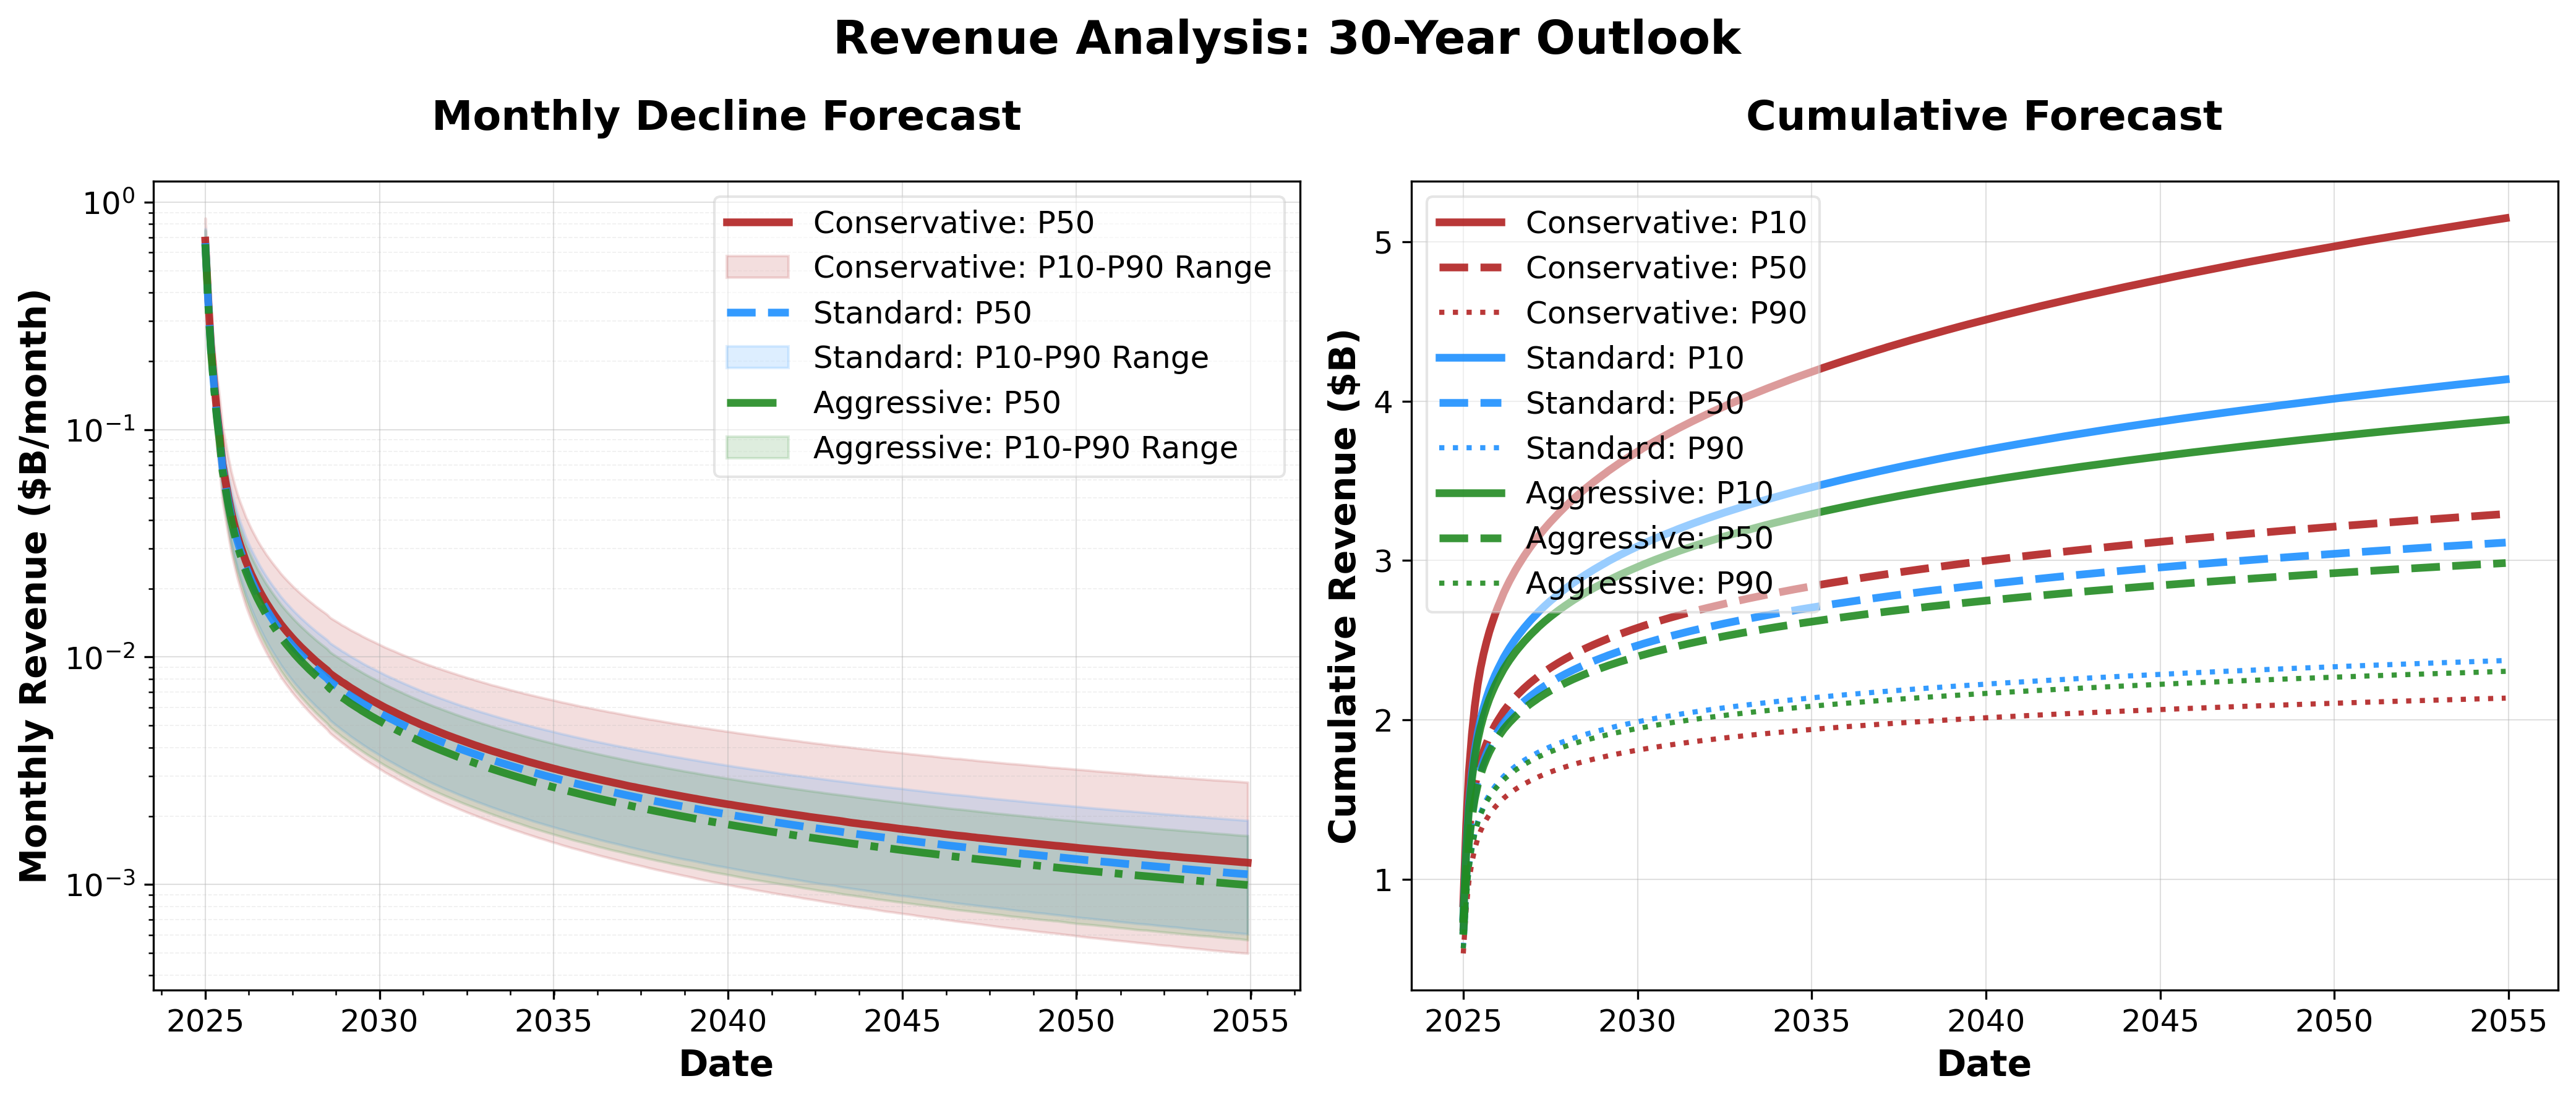 Revenue Analysis: 30-Year Outlook
Monthly Decline Forecast
Monthly Revenue ($B/month)
10⁰
10⁻¹
10⁻²
10⁻³
Conservative: P50
Conservative: P10-P90 Range
Standard: P50
Standard: P10-P90 Range
Aggressive: P50
Aggressive: P10-P90 Range
2025 2030 2035 2040 2045 2050 2055
Date
Cumulative Forecast
Cumulative Revenue ($B)
5
4
3
2
1
Conservative: P10
Conservative: P50
Conservative: P90
Standard: P10
Standard: P50
Standard: P90
Aggressive: P10
Aggressive: P50
Aggressive: P90
2025 2030 2035 2040 2045 2050 2055
Date